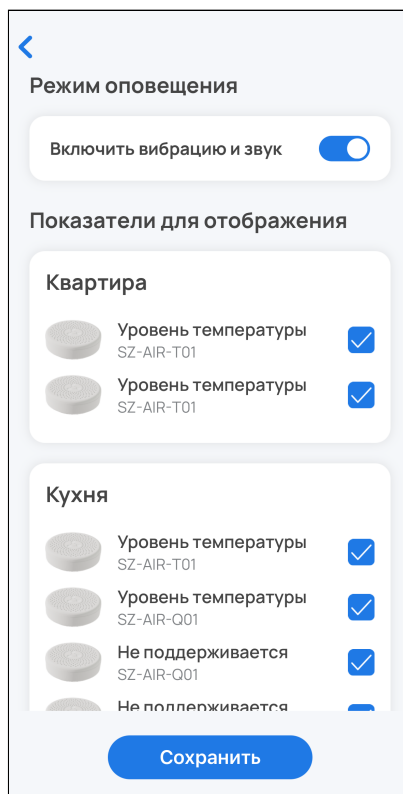 Режим оповещения
Включить вибрацию и звук
Показатели для отображения
Квартира
Уровень температуры
SZ-AIR-T01
Уровень температуры
SZ-AIR-T01
Кухня
Уровень температуры
SZ-AIR-T01
Уровень температуры
SZ-AIR-Q01
Не поддерживается
SZ-AIR-Q01
Не поддерживается
Сохранить